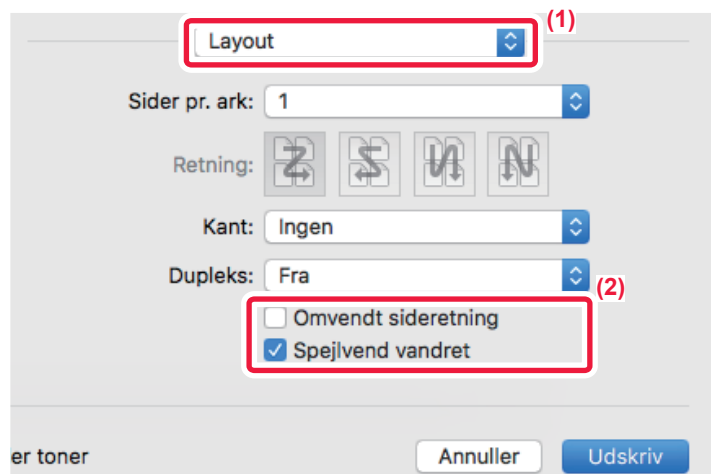 (1)
Layout
Sider pr. ark: 1
Retning:
Kant: Ingen
Dupleks: Fra
(2)
Omvendt sideretning
Spejlvend vandret
er toner
Annuller Udskriv